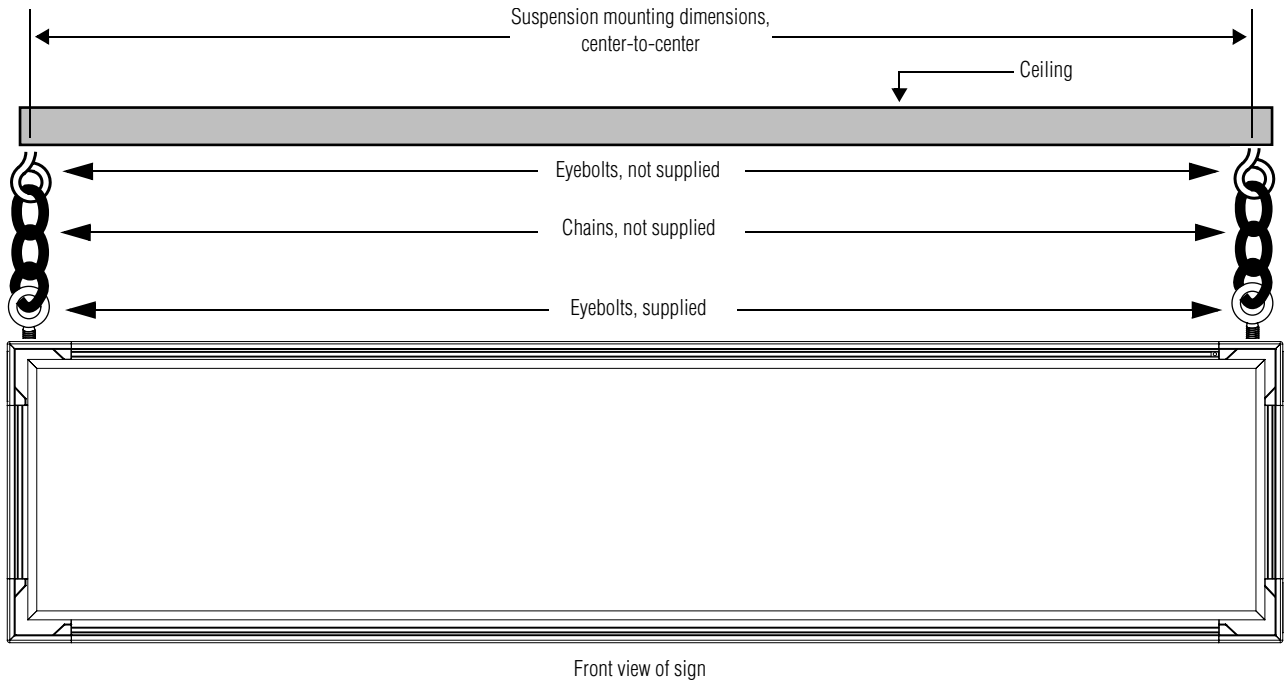 Suspension mounting dimensions,
center-to-center
Ceiling
Eyebolts, not supplied
Chains, not supplied
Eyebolts, supplied
Front view of sign